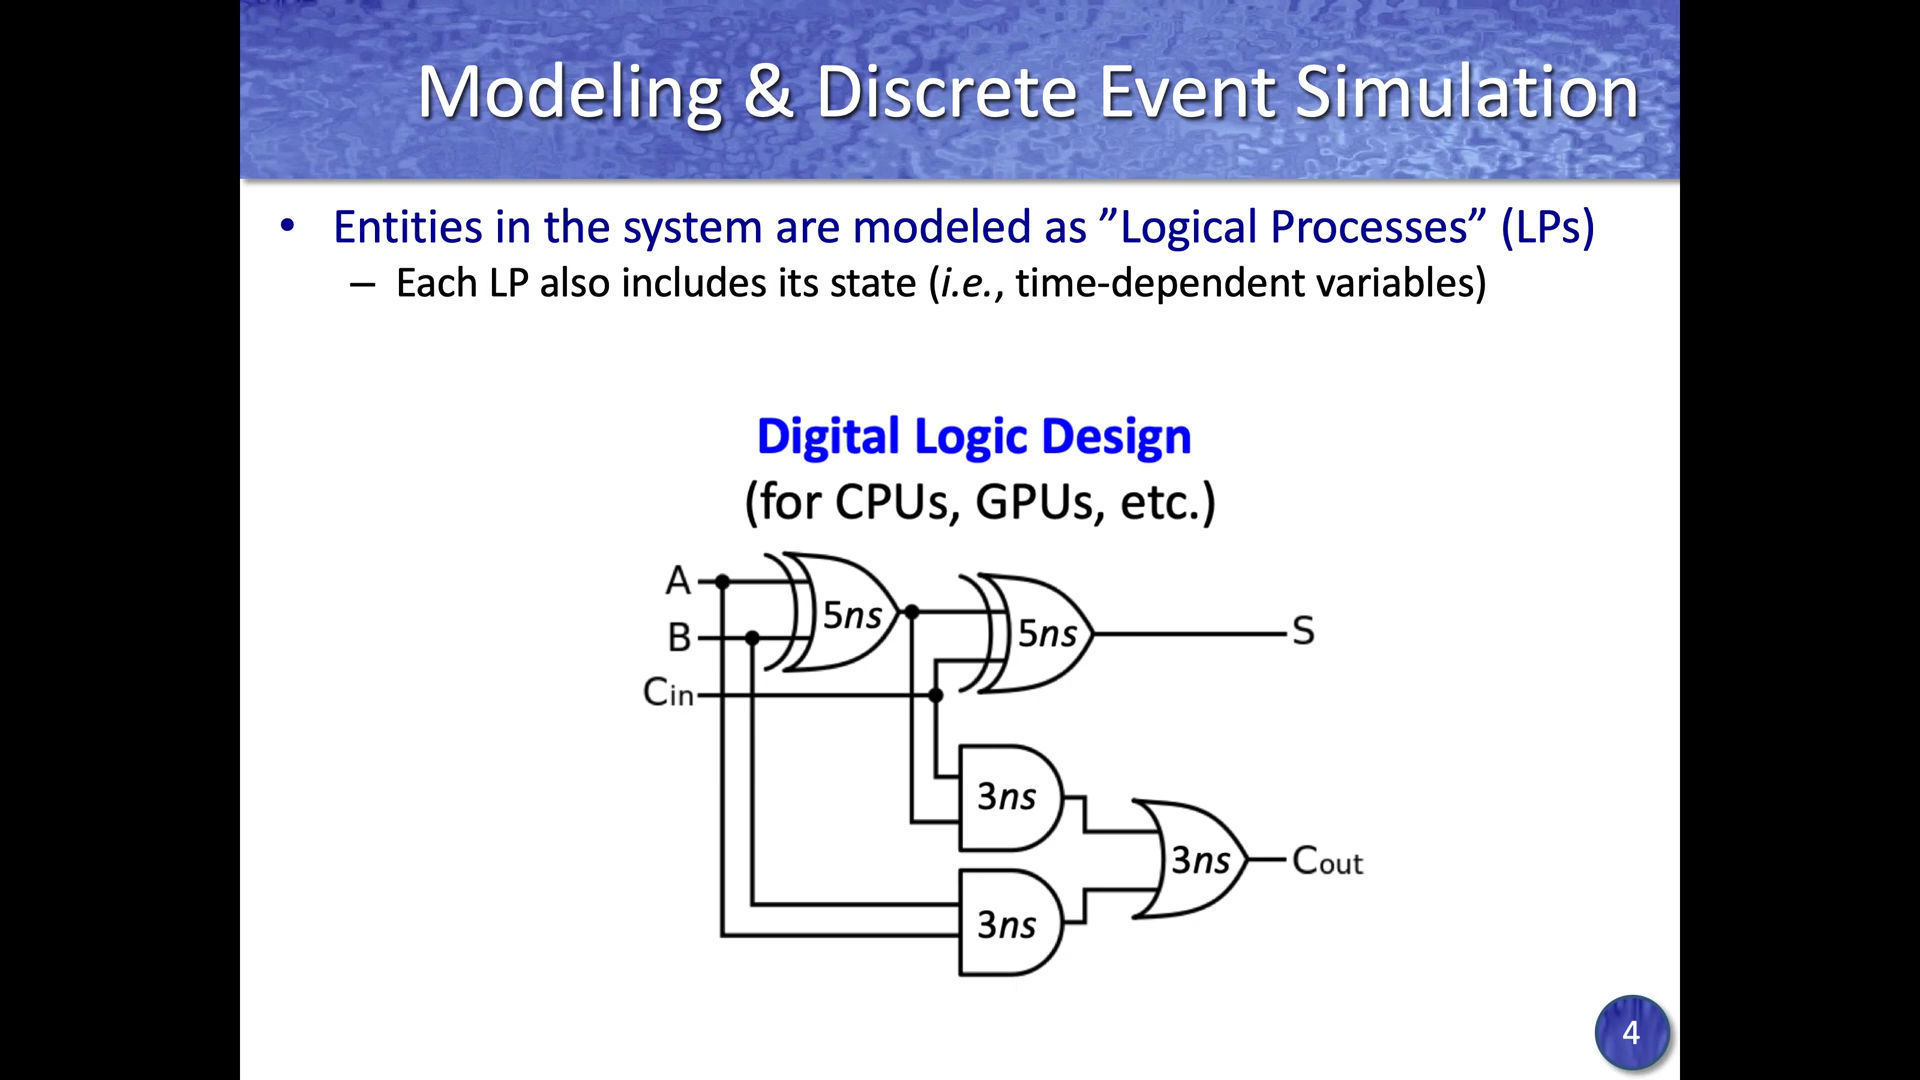 Modeling & Discrete Event Simulation
• Entities in the system are modeled as ”Logical Processes” (LPs)
– Each LP also includes its state (i.e., time-dependent variables)
Digital Logic Design
(for CPUs, GPUs, etc.)
A
B
Cin
5ns
5ns
S
3ns
3ns
3ns
Cout
4